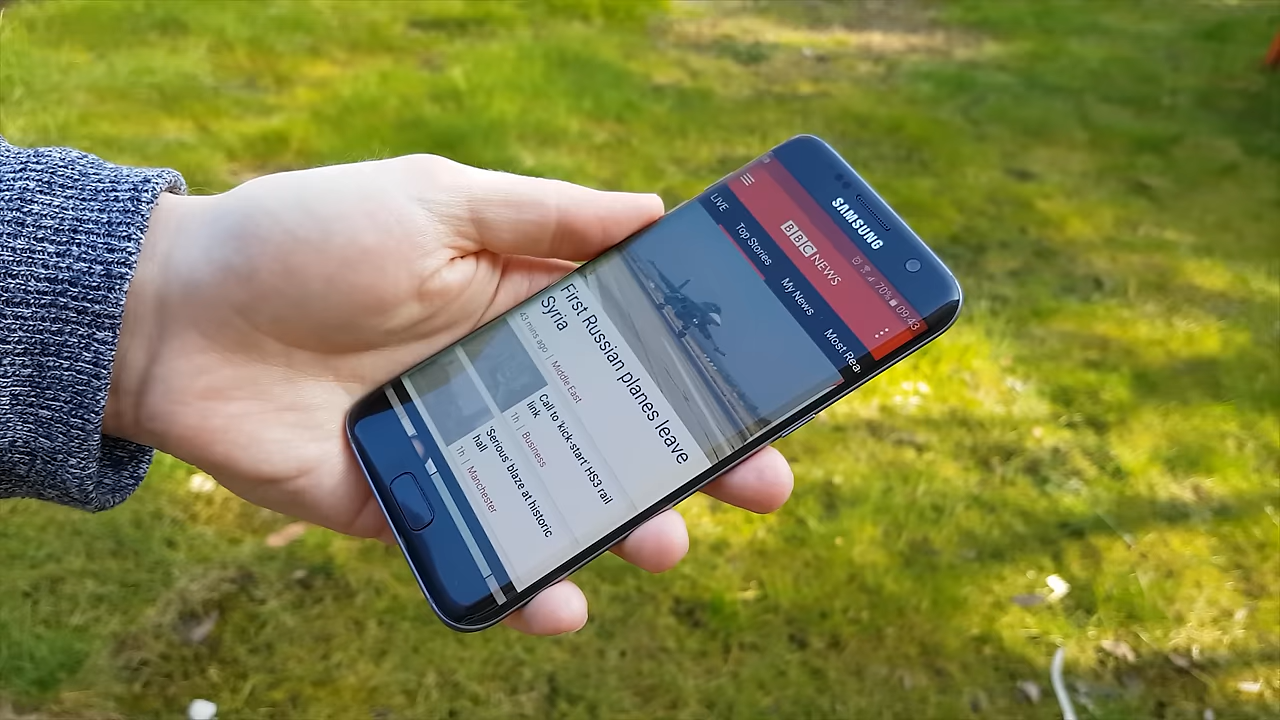 SAMSUNG
70% 09:43
BBC NEWS
LIVE Top Stories My News Most Rea
First Russian planes leave
Syria
43 mins ago | Middle East
Call to 'kick-start' HS3 rail
link
1h | Business
'Serious' blaze at historic
hall
1h | Manchester